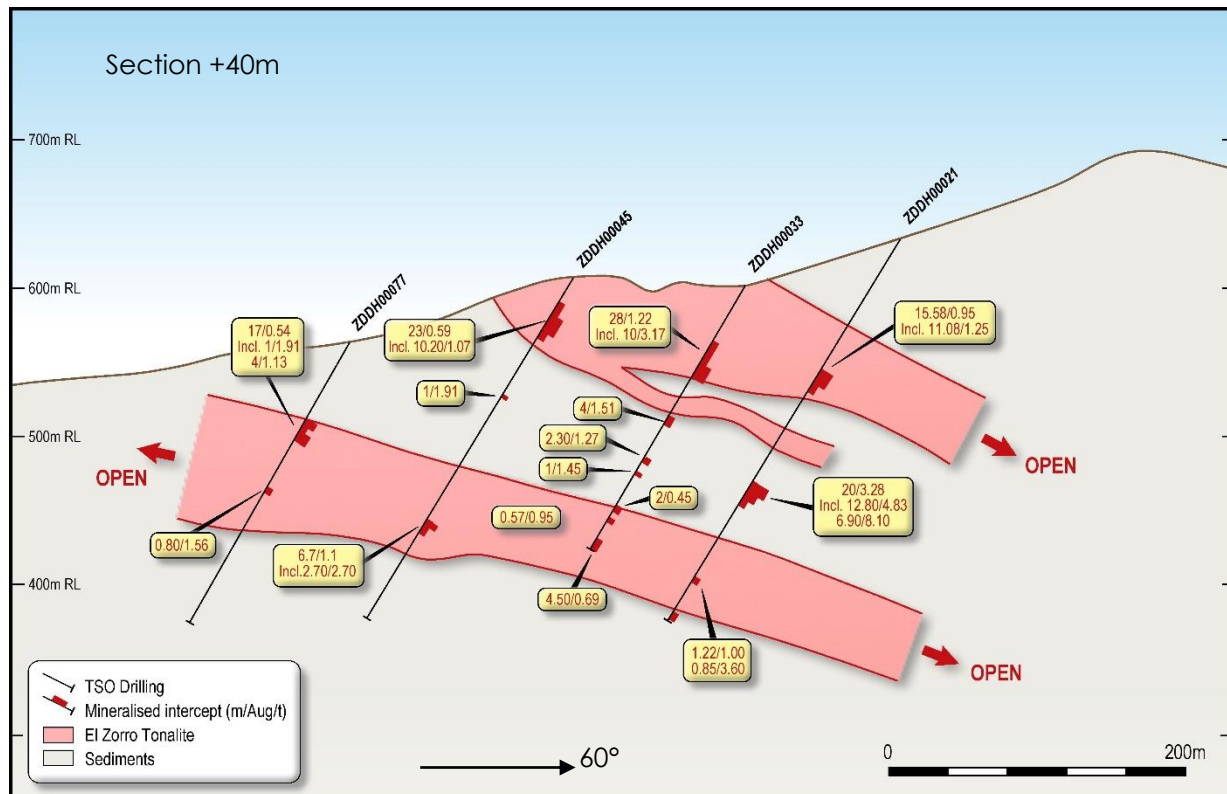 Section +40m
700m RL
600m RL
500m RL
400m RL
ZDDH00077
ZDDH00045
ZDDH00033
ZDDH00021
17/0.54
Incl. 1/1.91
4/1.13
23/0.59
Incl. 10.20/1.07
28/1.22
Incl. 10/3.17
15.58/0.95
Incl. 11.08/1.25
1/1.91
4/1.51
2.30/1.27
1/1.45
2/0.45
20/3.28
Incl. 12.80/4.83
6.90/8.10
0.57/0.95
0.80/1.56
6.7/1.1
Incl.2.70/2.70
4.50/0.69
1.22/1.00
0.85/3.60
OPEN
OPEN
OPEN
TSO Drilling
Mineralised intercept (m/Aug/t)
El Zorro Tonalite
Sediments
60°
0 200m